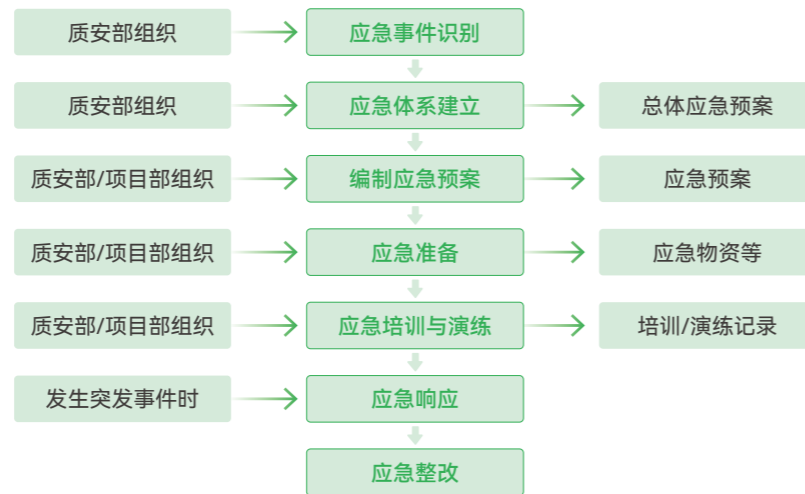 质安部组织
应急事件识别
质安部组织
应急体系建立
总体应急预案
质安部/项目部组织
编制应急预案
应急预案
质安部/项目部组织
应急准备
应急物资等
质安部/项目部组织
应急培训与演练
培训/演练记录
发生突发事件时
应急响应
应急整改